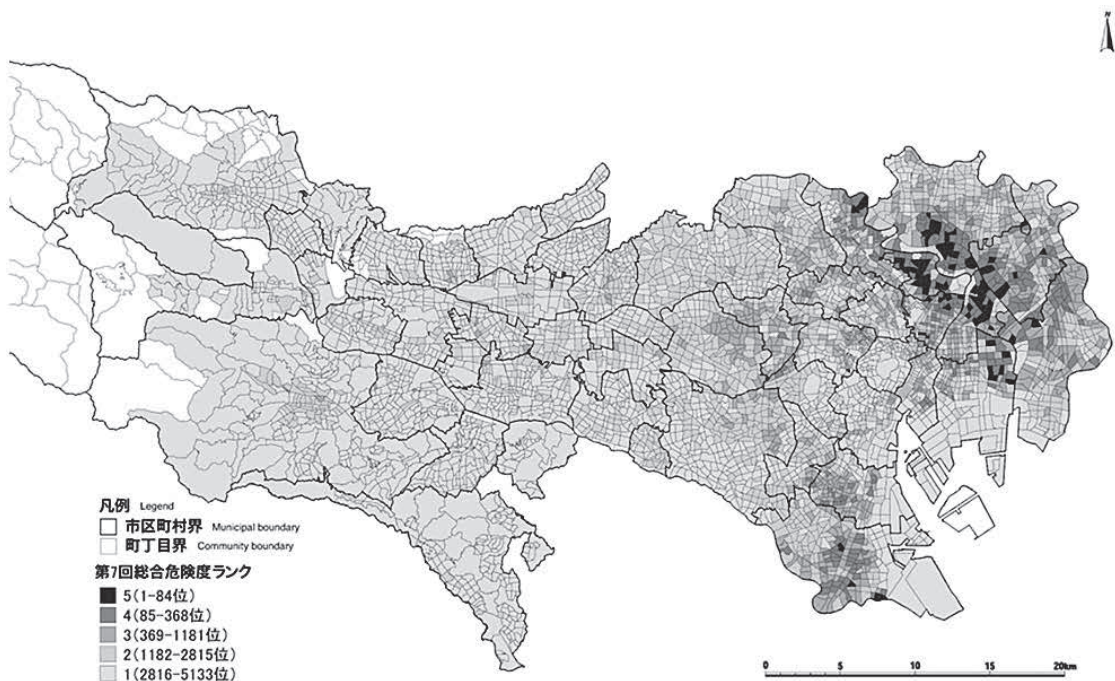 N
凡例 Legend
市区町村界 Municipal boundary
町丁目界 Community boundary
第7回総合危険度ランク
5(1-84位)
4(85-368位)
3(369-1181位)
2(1182-2815位)
1(2816-5133位)
0 5 10 15 20km